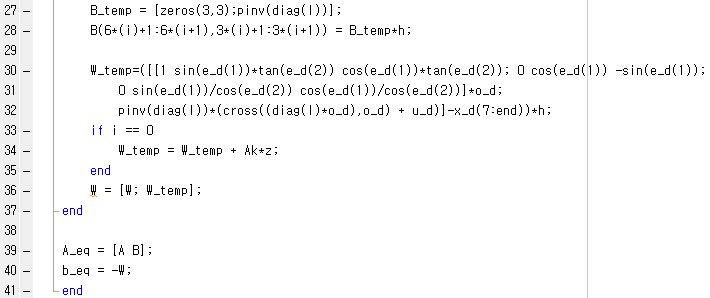 27 – B_temp = [zeros(3,3);pinv(diag(I))];
28 – B(6*(i)+1:6*(i+1),3*(i)+1:3*(i+1)) = B_temp*h;
29
30 – W_temp=([[1 sin(e_d(1))*tan(e_d(2)) cos(e_d(1))*tan(e_d(2)); 0 cos(e_d(1)) -sin(e_d(1));
31 0 sin(e_d(1))/cos(e_d(2)) cos(e_d(1))/cos(e_d(2))]*o_d;
32 pinv(diag(I))*(cross((diag(I)*o_d),o_d) + u_d)]-x_d(7:end))*h;
33 – if i == 0
34 – W_temp = W_temp + Ak*z;
35 – end
36 – W = [W; W_temp];
37 – end
38
39 – A_eq = [A B];
40 – b_eq = -W;
41 – end